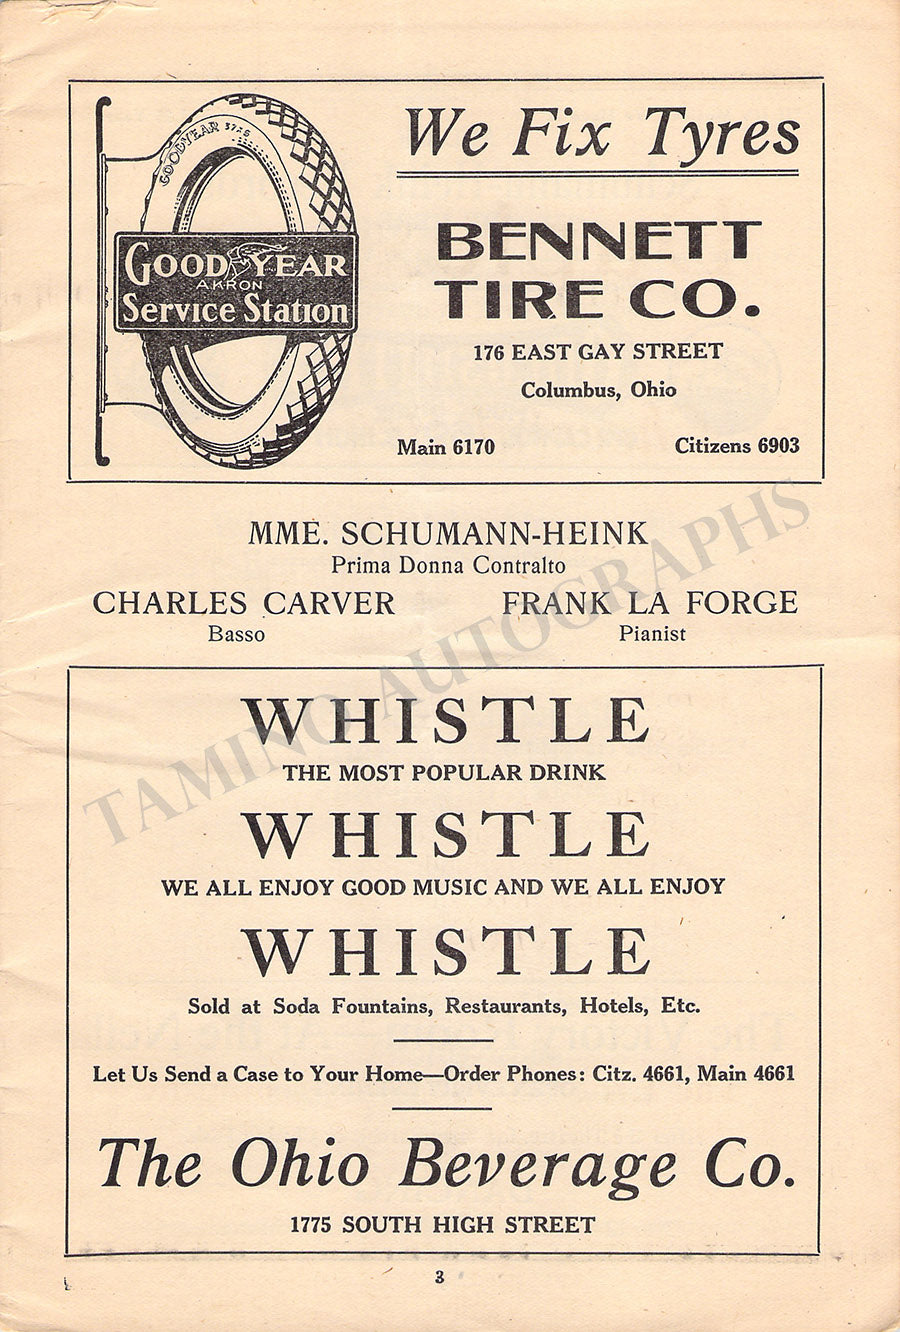 We Fix Tyres
GOODYEAR
GOOD YEAR
AKRON
Service Station
BENNETT
TIRE CO.
176 EAST GAY STREET
Columbus, Ohio
Main 6170 Citizens 6903
MME. SCHUMANN-HEINK
Prima Donna Contralto
CHARLES CARVER FRANK LA FORGE
Basso Pianist
TAMINO AUTOGRAPHS
WHISTLE
THE MOST POPULAR DRINK
WHISTLE
WE ALL ENJOY GOOD MUSIC AND WE ALL ENJOY
WHISTLE
Sold at Soda Fountains, Restaurants, Hotels, Etc.
Let Us Send a Case to Your Home—Order Phones: Citz. 4661, Main 4661
The Ohio Beverage Co.
1775 SOUTH HIGH STREET
3